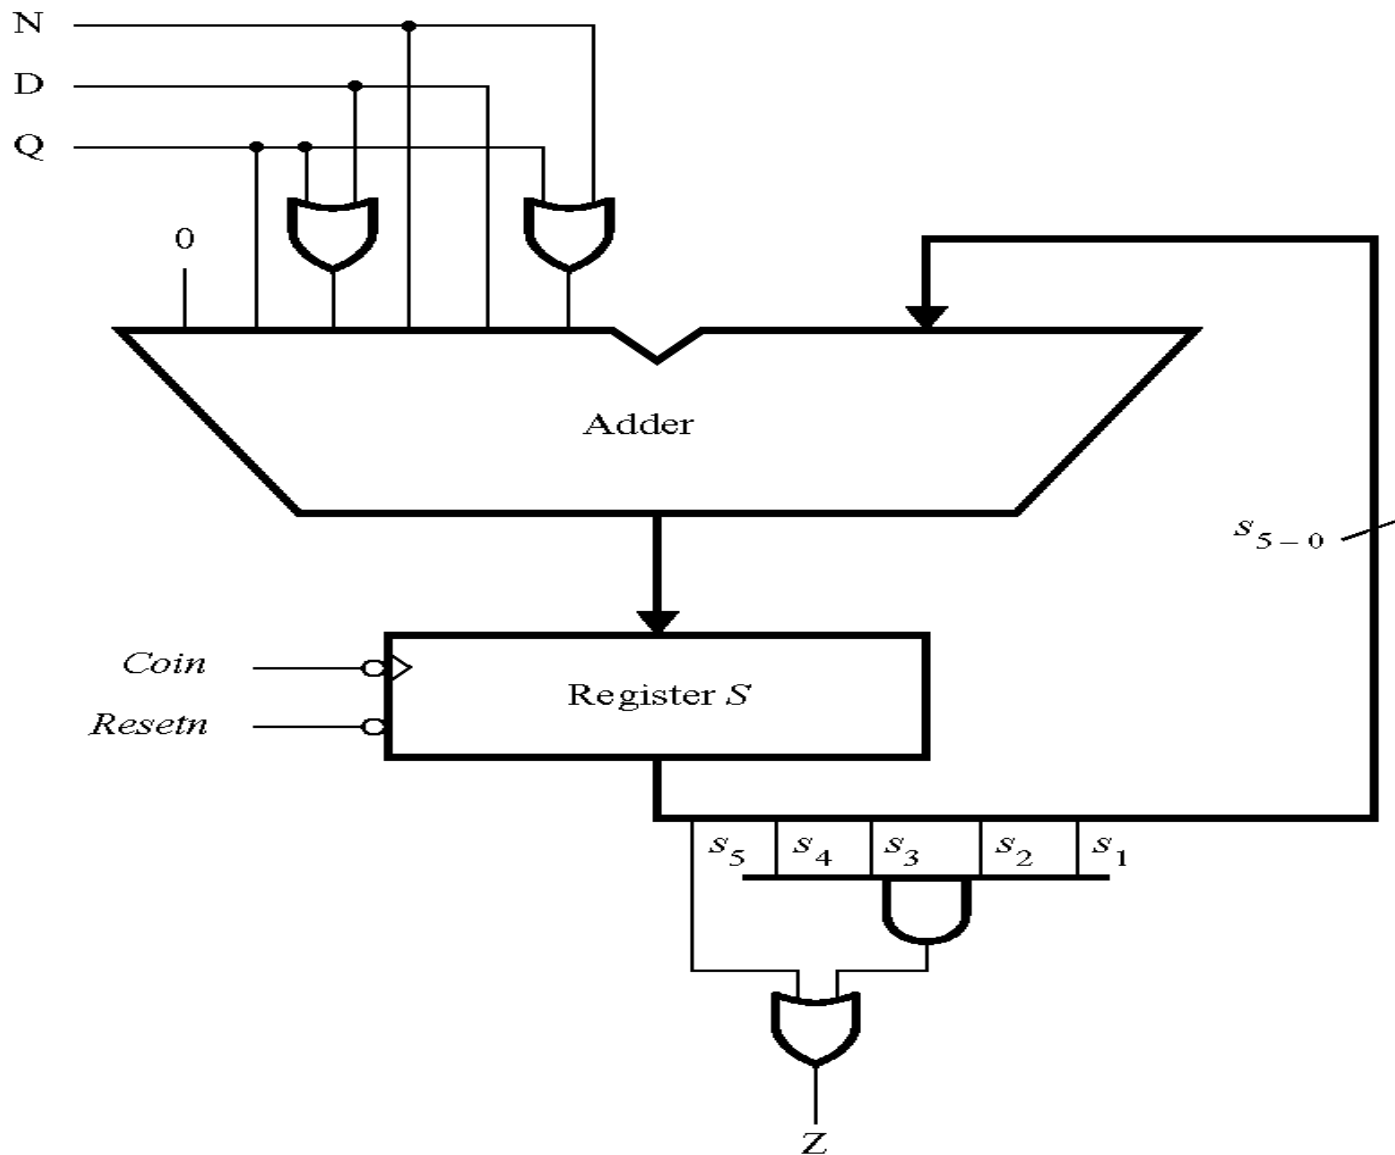 N
D
Q
0
Adder
s5 – 0
Coin
Resetn
Register S
s5 s4 s3 s2 s1
Z